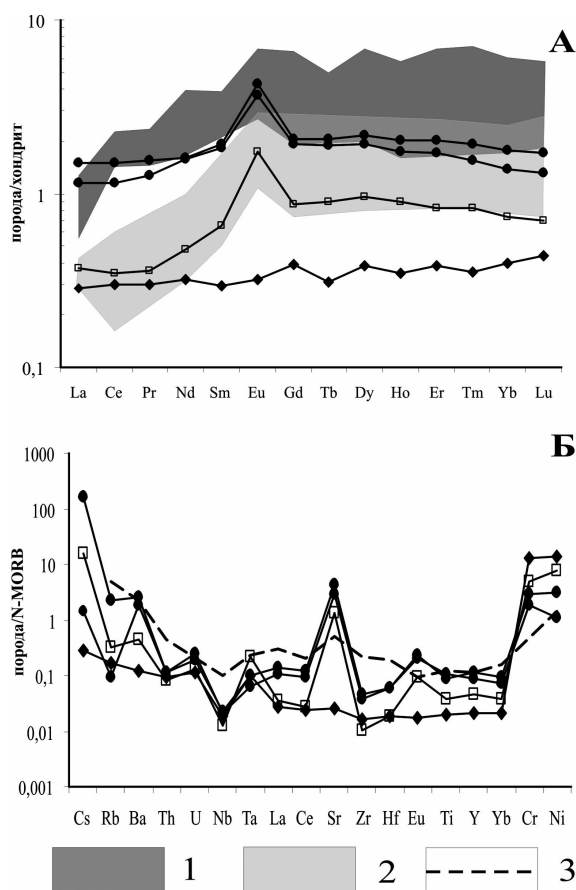 А
порода/хондрит
10
1
0,1
La Ce Pr Nd Sm Eu Gd Tb Dy Ho Er Tm Yb Lu
Б
порода/N-MORB
1000
100
10
1
0,1
0,01
0,001
Cs Rb Ba Th U Nb Ta La Ce Sr Zr Hf Eu Ti Y Yb Cr Ni
1 2 3